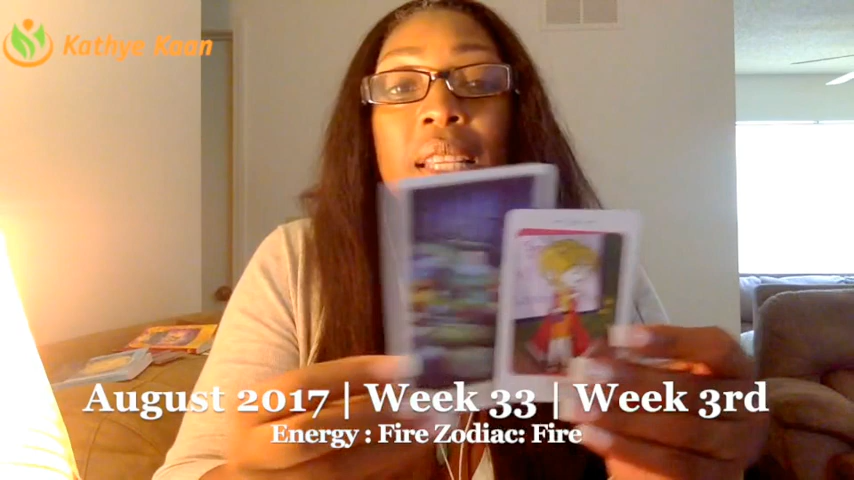 Kathye Kaan
August 2017 | Week 33 | Week 3rd
Energy : Fire Zodiac: Fire